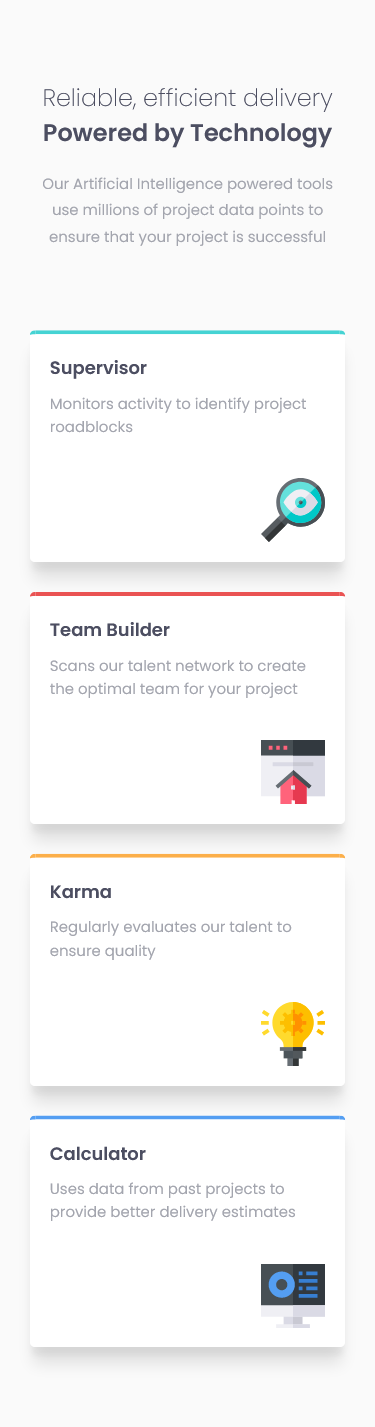 Reliable, efficient delivery
Powered by Technology
Our Artificial Intelligence powered tools
use millions of project data points to
ensure that your project is successful
Supervisor
Monitors activity to identify project
roadblocks
Team Builder
Scans our talent network to create
the optimal team for your project
Karma
Regularly evaluates our talent to
ensure quality
Calculator
Uses data from past projects to
provide better delivery estimates